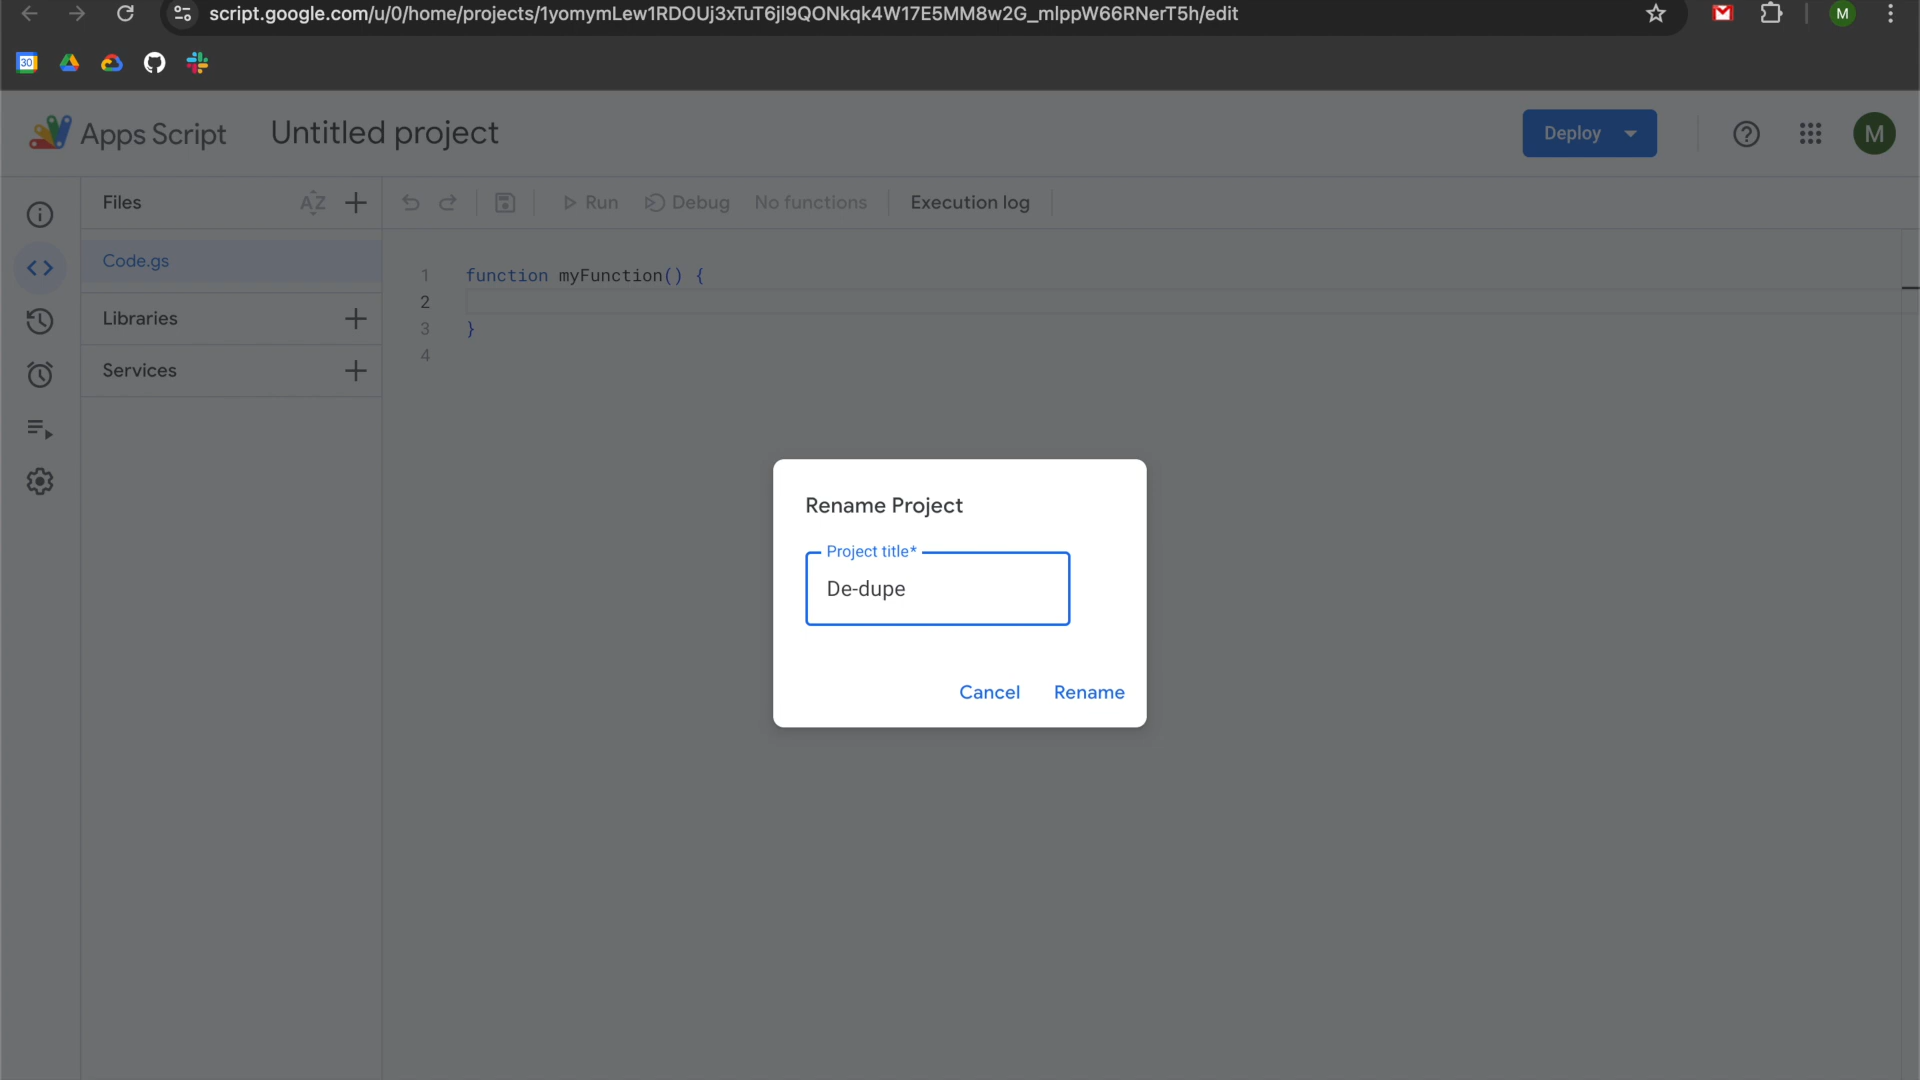 script.google.com/u/0/home/projects/1yomymLew1RDOUj3xTuT6jl9QONkqk4W17E5MM8w2G_mlppW66RNerT5h/edit
M
30
Apps Script
Untitled project
Deploy
M
Files
AZ
Run
Debug
No functions
Execution log
Code.gs
Libraries
Services
1 function myFunction() {
2
3 }
4
Rename Project
Project title*
De-dupe
Cancel
Rename